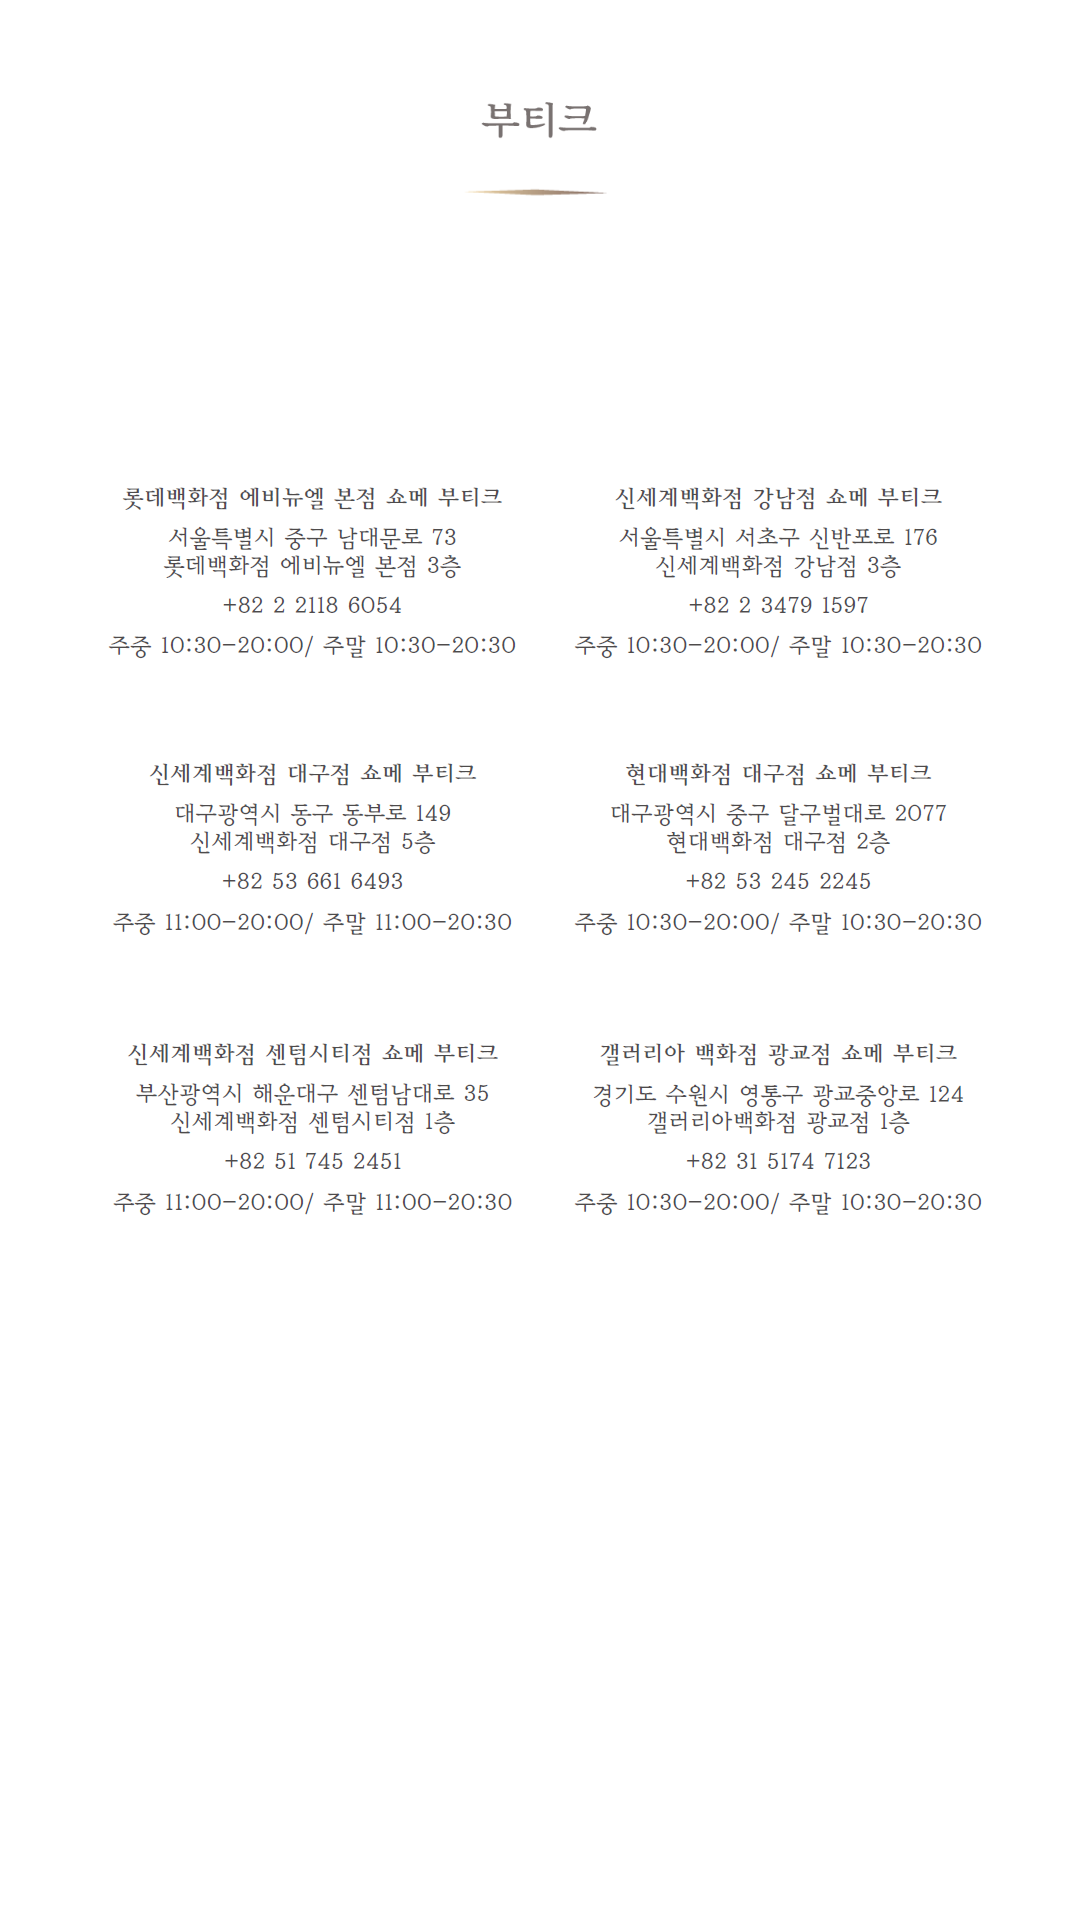 부티크
롯데백화점 에비뉴엘 본점 쇼메 부티크
서울특별시 중구 남대문로 73
롯데백화점 에비뉴엘 본점 3층
+82 2 2118 6054
주중 10:30-20:00/ 주말 10:30-20:30
신세계백화점 강남점 쇼메 부티크
서울특별시 서초구 신반포로 176
신세계백화점 강남점 3층
+82 2 3479 1597
주중 10:30-20:00/ 주말 10:30-20:30
신세계백화점 대구점 쇼메 부티크
대구광역시 동구 동부로 149
신세계백화점 대구점 5층
+82 53 661 6493
주중 11:00-20:00/ 주말 11:00-20:30
현대백화점 대구점 쇼메 부티크
대구광역시 중구 달구벌대로 2077
현대백화점 대구점 2층
+82 53 245 2245
주중 10:30-20:00/ 주말 10:30-20:30
신세계백화점 센텀시티점 쇼메 부티크
부산광역시 해운대구 센텀남대로 35
신세계백화점 센텀시티점 1층
+82 51 745 2451
주중 11:00-20:00/ 주말 11:00-20:30
갤러리아 백화점 광교점 쇼메 부티크
경기도 수원시 영통구 광교중앙로 124
갤러리아백화점 광교점 1층
+82 31 5174 7123
주중 10:30-20:00/ 주말 10:30-20:30